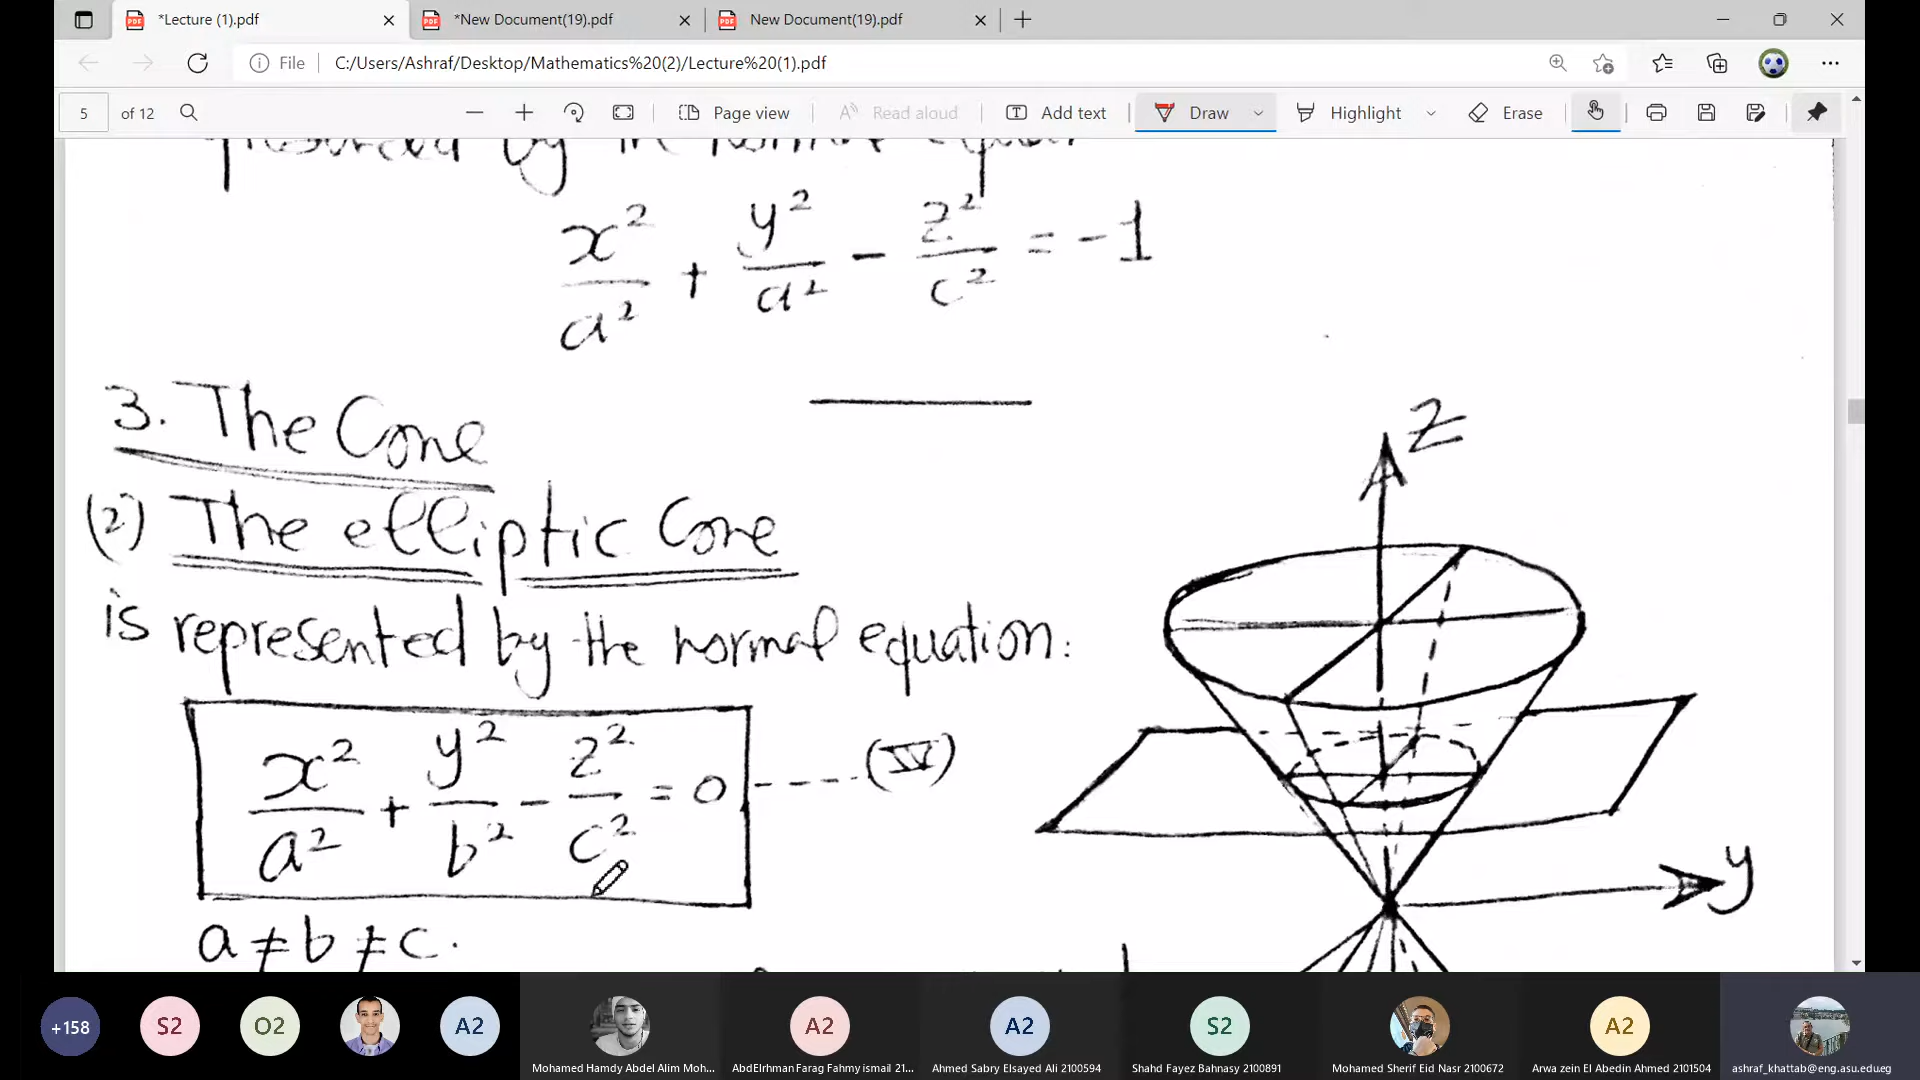 *Lecture (1).pdf
*New Document(19).pdf
New Document(19).pdf
File
C:/Users/Ashraf/Desktop/Mathematics%20(2)/Lecture%20(1).pdf
5 of 12
Page view
Read aloud
Add text
Draw
Highlight
Erase
x²/a² + y²/a² - z²/c² = -1
3. The Cone
(2) The elliptic Cone
is represented by the normal equation:
x²/a² + y²/b² - z²/c² = 0 ----(IV)
a ≠ b ≠ c.
z
y
+158
S2
O2
A2
A2
A2
S2
A2
Mohamed Hamdy Abdel Alim Moh...
AbdElrhman Farag Fahmy ismail 21...
Ahmed Sabry Elsayed Ali 2100594
Shahd Fayez Bahnasy 2100891
Mohamed Sherif Eid Nasr 2100672
Arwa zein El Abedin Ahmed 2101504
ashraf_khattab@eng.asu.edu.eg